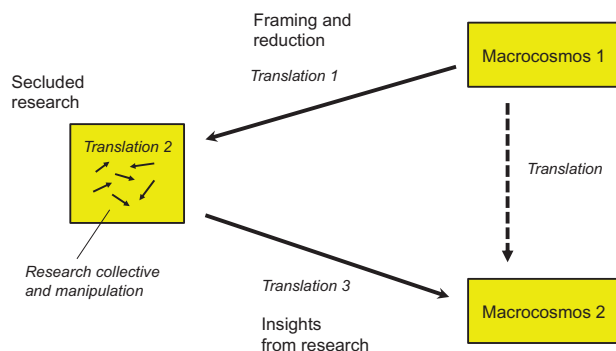 Framing and
reduction
Macrocosmos 1
Translation 1
Secluded
research
Translation 2
Translation
Research collective
and manipulation
Translation 3
Macrocosmos 2
Insights
from research